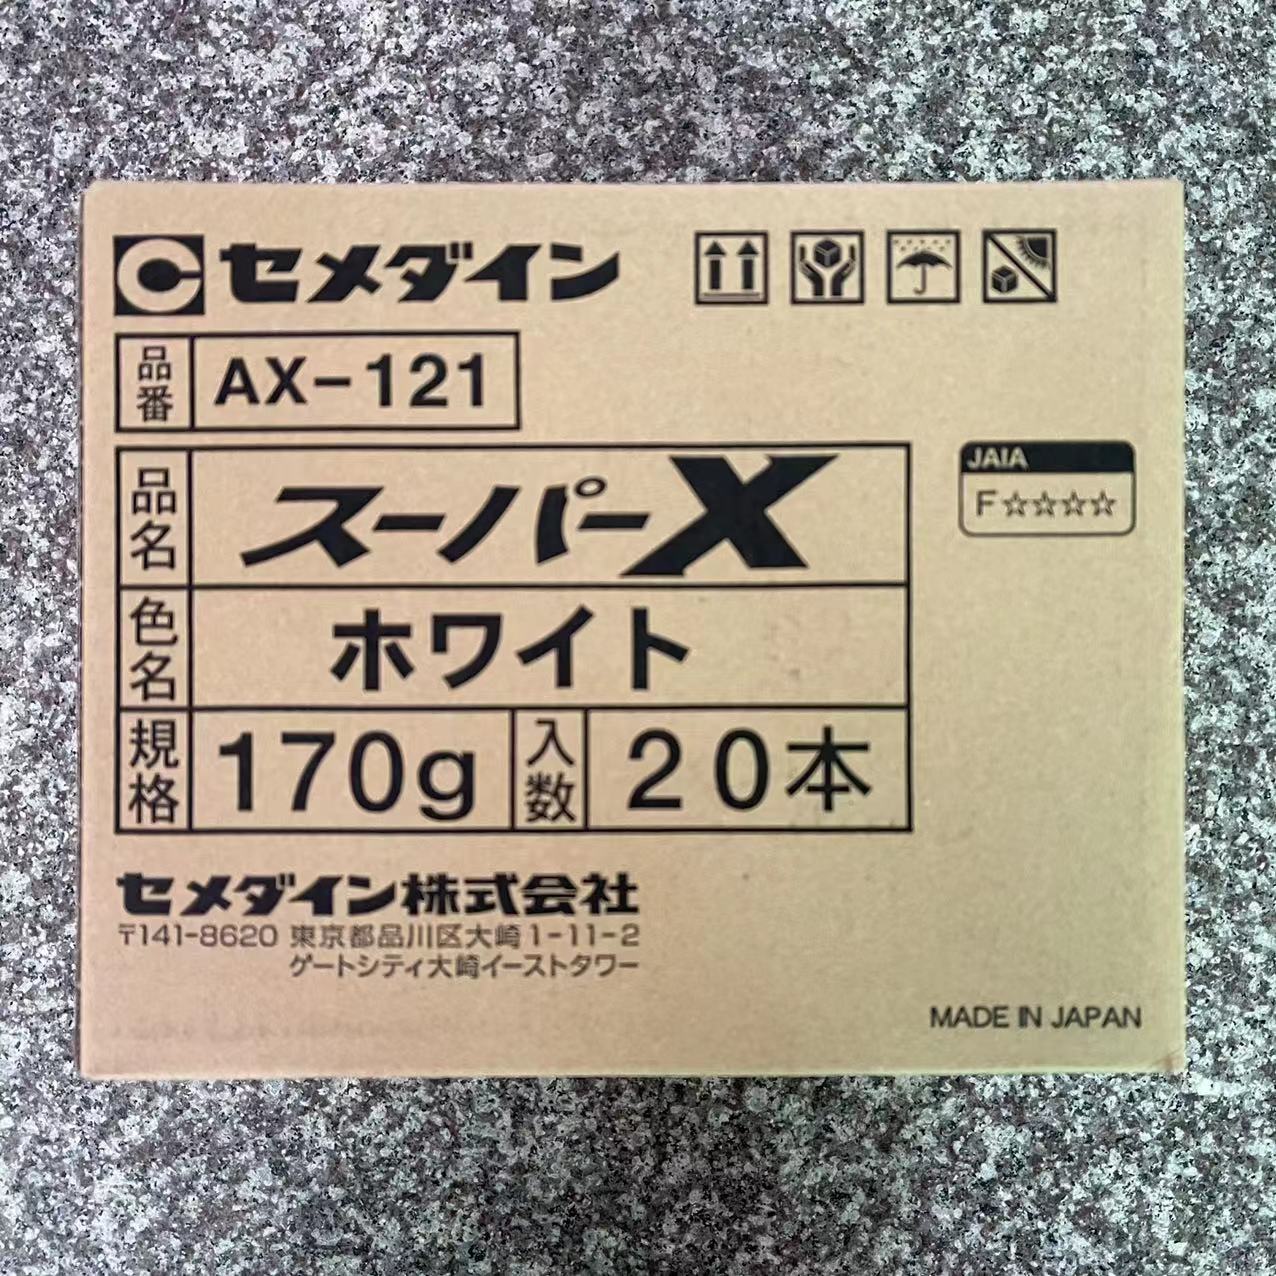 セメダイン
品番 AX-121
品名 スーパーX
JAIA
F☆☆☆☆
色名 ホワイト
規格 170g 入数 20本
セメダイン株式会社
〒141-8620 東京都品川区大崎1-11-2
ゲートシティ大崎イーストタワー
MADE IN JAPAN